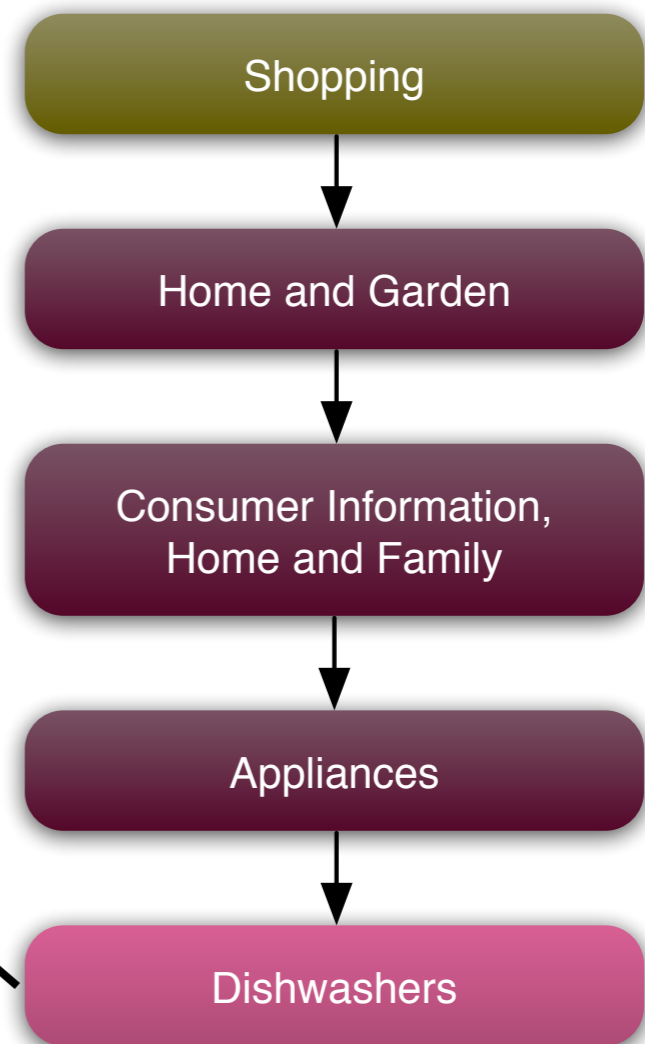 Shopping
Home and Garden
Consumer Information,
Home and Family
Appliances
Dishwashers